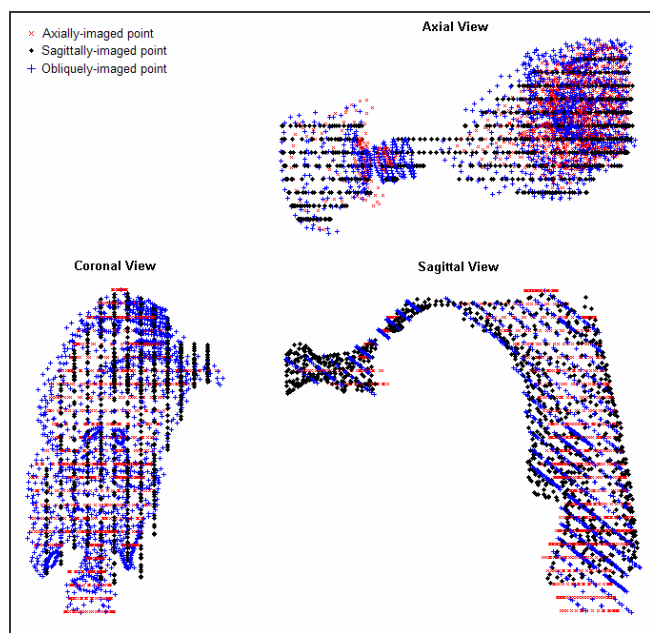 Axially-imaged point
Sagittally-imaged point
Obliquely-imaged point
Axial View
Coronal View
Sagittal View